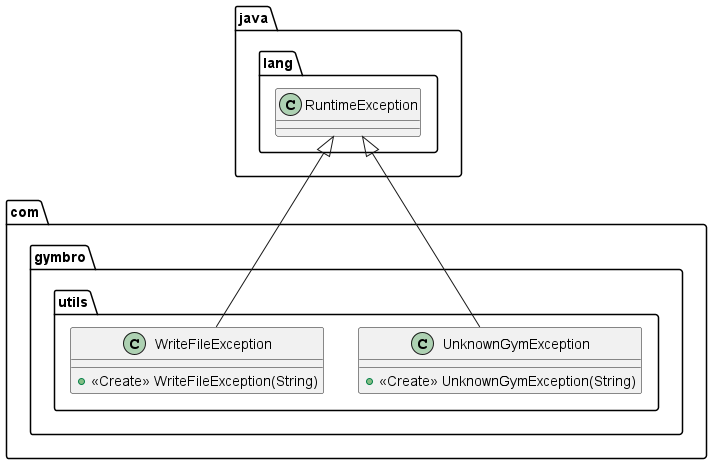 java
lang
C RuntimeException
com
gymbro
utils
C WriteFileException
«Create» WriteFileException(String)
C UnknownGymException
«Create» UnknownGymException(String)